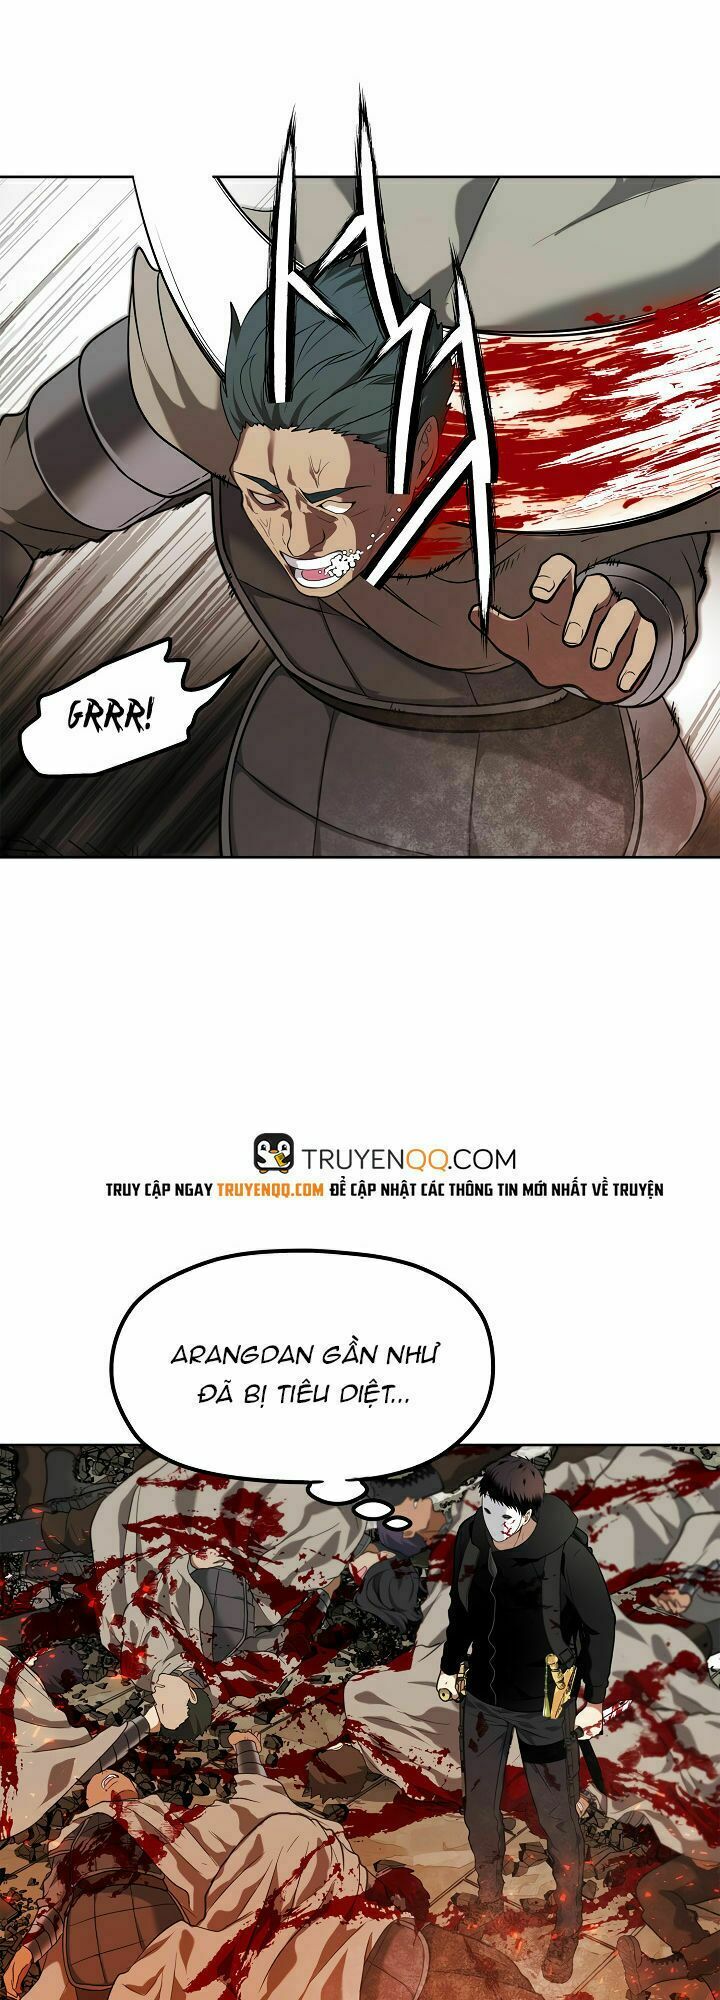 GRRR!
TRUYENQQ.COM
TRUY CẬP NGAY TRUYENQQ.COM ĐỂ CẬP NHẬT CÁC THÔNG TIN MỚI NHẤT VỀ TRUYỆN
ARANGDAN GẦN NHƯ
ĐÃ BỊ TIÊU DIỆT...